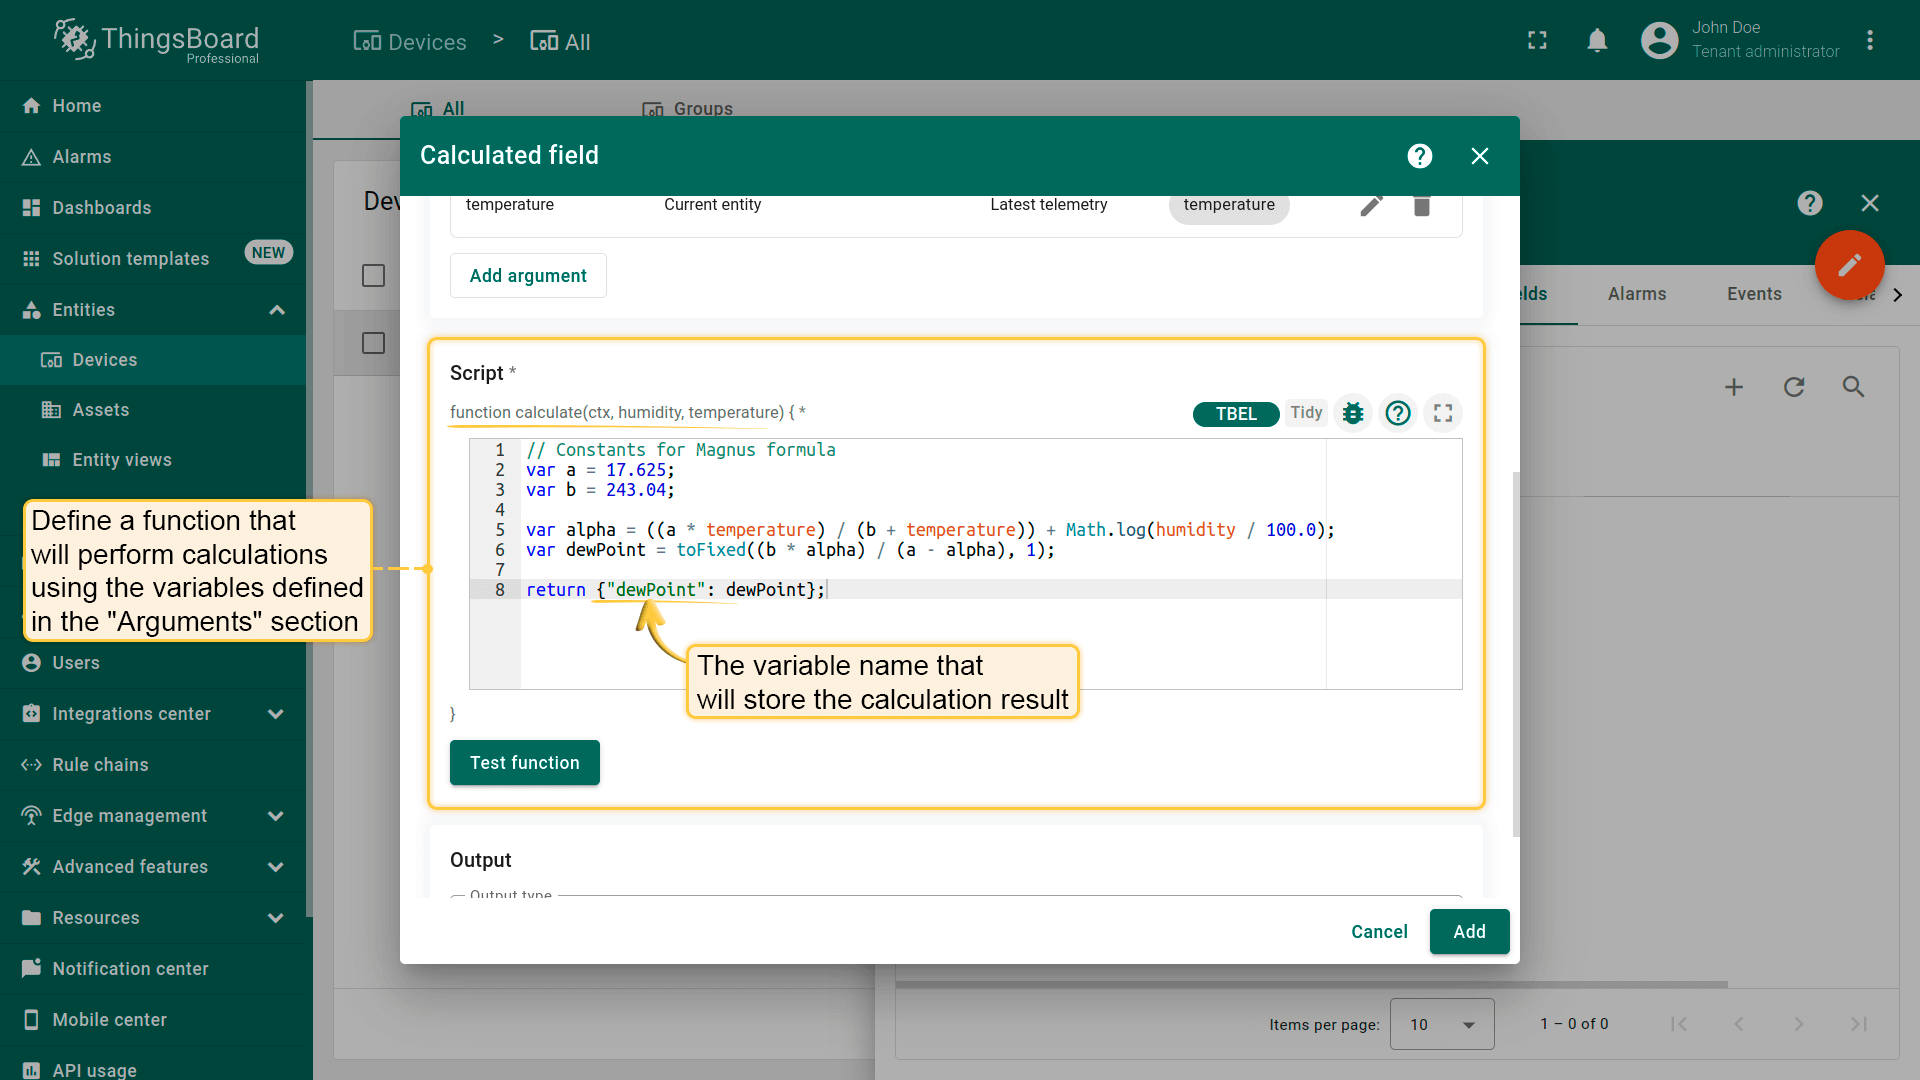 ThingsBoard
Professional
Devices > All
John Doe
Tenant administrator
Home
Alarms
Dashboards
Solution templates NEW
Entities
Devices
Assets
Entity views
Users
Integrations center
Rule chains
Edge management
Advanced features
Resources
Notification center
Mobile center
API usage
All Groups
Dev
Calculated field
temperature Current entity Latest telemetry temperature
Add argument
Script *
function calculate(ctx, humidity, temperature) { *
TBEL Tidy
1 // Constants for Magnus formula
2 var a = 17.625;
3 var b = 243.04;
4
5 var alpha = ((a * temperature) / (b + temperature)) + Math.log(humidity / 100.0);
6 var dewPoint = toFixed((b * alpha) / (a - alpha), 1);
7
8 return {"dewPoint": dewPoint};
}
Test function
Output
Output type
Cancel Add
Define a function that
will perform calculations
using the variables defined
in the "Arguments" section
The variable name that
will store the calculation result
elds Alarms Events
Items per page: 10 1 – 0 of 0